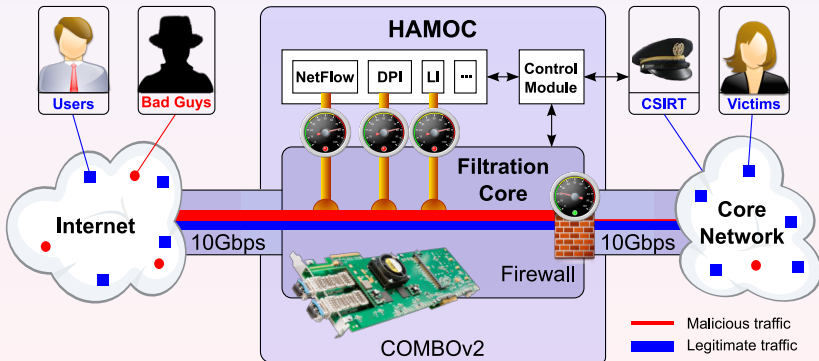 HAMOC
NetFlow
DPI
LI
...
Control
Module
Users
Bad Guys
CSIRT
Victims
Filtration
Core
Internet
Core
Network
10Gbps
10Gbps
Firewall
COMBOv2
Malicious traffic
Legitimate traffic